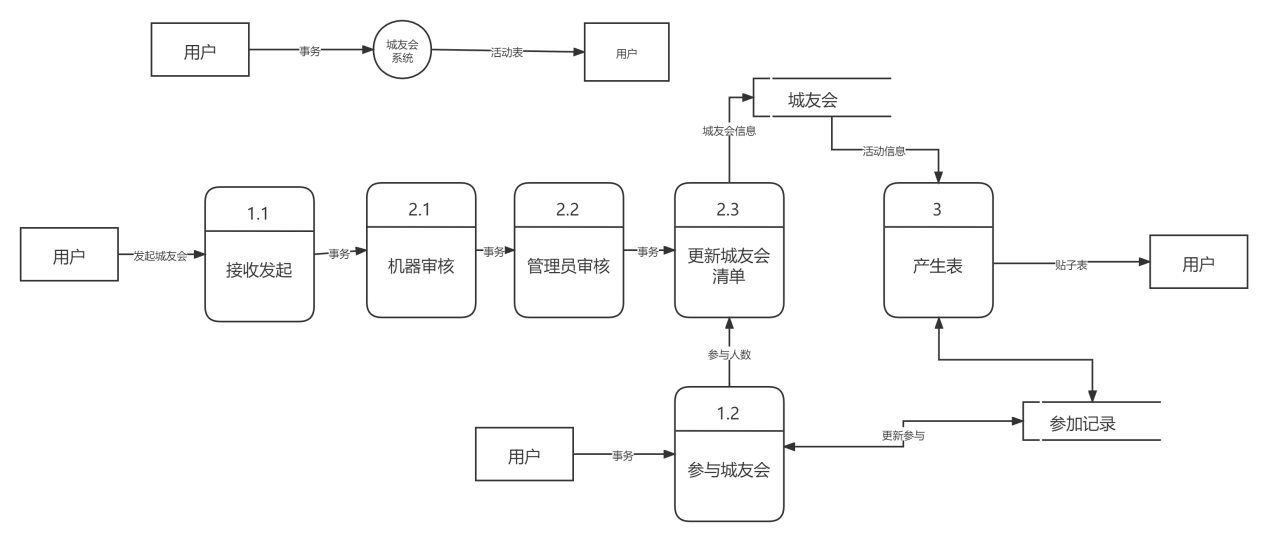 用户
事务
城友会
系统
活动表
用户
城友会
城友会信息
活动信息
用户
发起城友会
1.1
接收发起
事务
2.1
机器审核
事务
2.2
管理员审核
事务
2.3
更新城友会
清单
3
产生表
贴子表
用户
参与人数
用户
事务
1.2
参与城友会
更新参与
参加记录